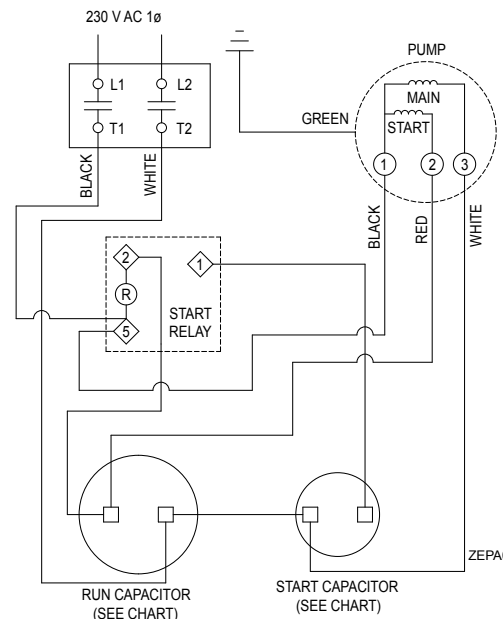 230 V AC 1ø
L1
L2
T1
T2
BLACK
WHITE
GREEN
PUMP
MAIN
START
1
2
3
BLACK
RED
WHITE
2
1
R
5
START
RELAY
RUN CAPACITOR
(SEE CHART)
START CAPACITOR
(SEE CHART)